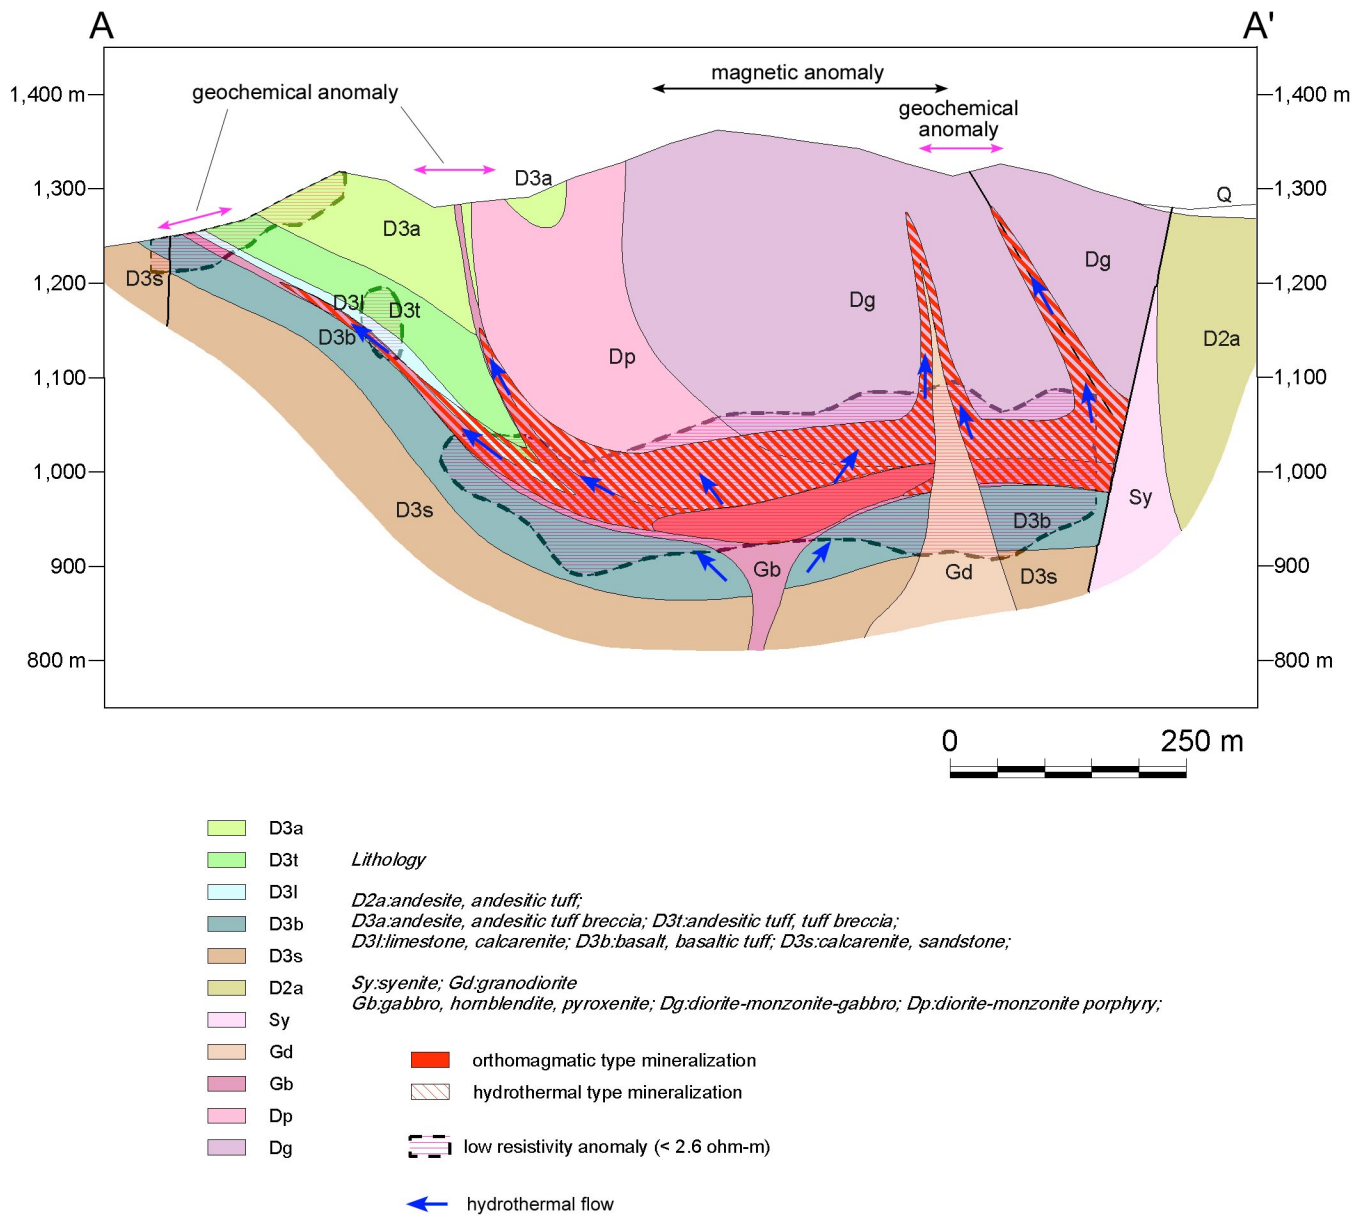 A A'
magnetic anomaly
geochemical anomaly
1,400 m 1,400 m
geochemical
anomaly
D3a
1,300 1,300
Q
D3a
Dg
D3s
1,200 1,200
D3l
D3t
Dg
D3b
D2a
Dp
1,100 1,100
1,000 1,000
Sy
D3s
D3b
900 900
Gb
Gd
D3s
800 m 800 m
0 250 m
D3a
D3t
D3l
D3b
D3s
D2a
Sy
Gd
Gb
Dp
Dg
Lithology
D2a:andesite, andesitic tuff;
D3a:andesite, andesitic tuff breccia; D3t:andesitic tuff, tuff breccia;
D3l:limestone, calcarenite; D3b:basalt, basaltic tuff; D3s:calcarenite, sandstone;
Sy:syenite; Gd:granodiorite
Gb:gabbro, hornblendite, pyroxenite; Dg:diorite-monzonite-gabbro; Dp:diorite-monzonite porphyry;
orthomagmatic type mineralization
hydrothermal type mineralization
low resistivity anomaly (< 2.6 ohm-m)
hydrothermal flow